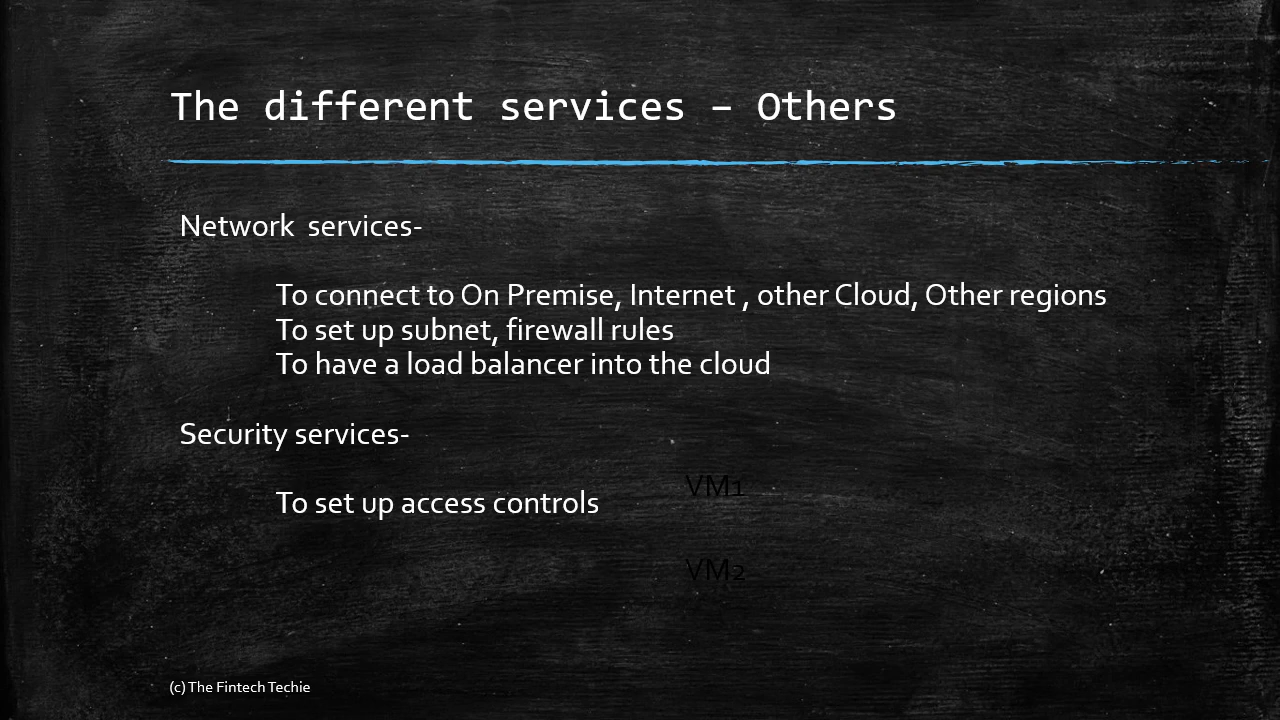 The different services – Others
Network  services-
To connect to On Premise, Internet , other Cloud, Other regions
To set up subnet, firewall rules
To have a load balancer into the cloud
Security services-
To set up access controls
VM1
VM2
(c) The Fintech Techie